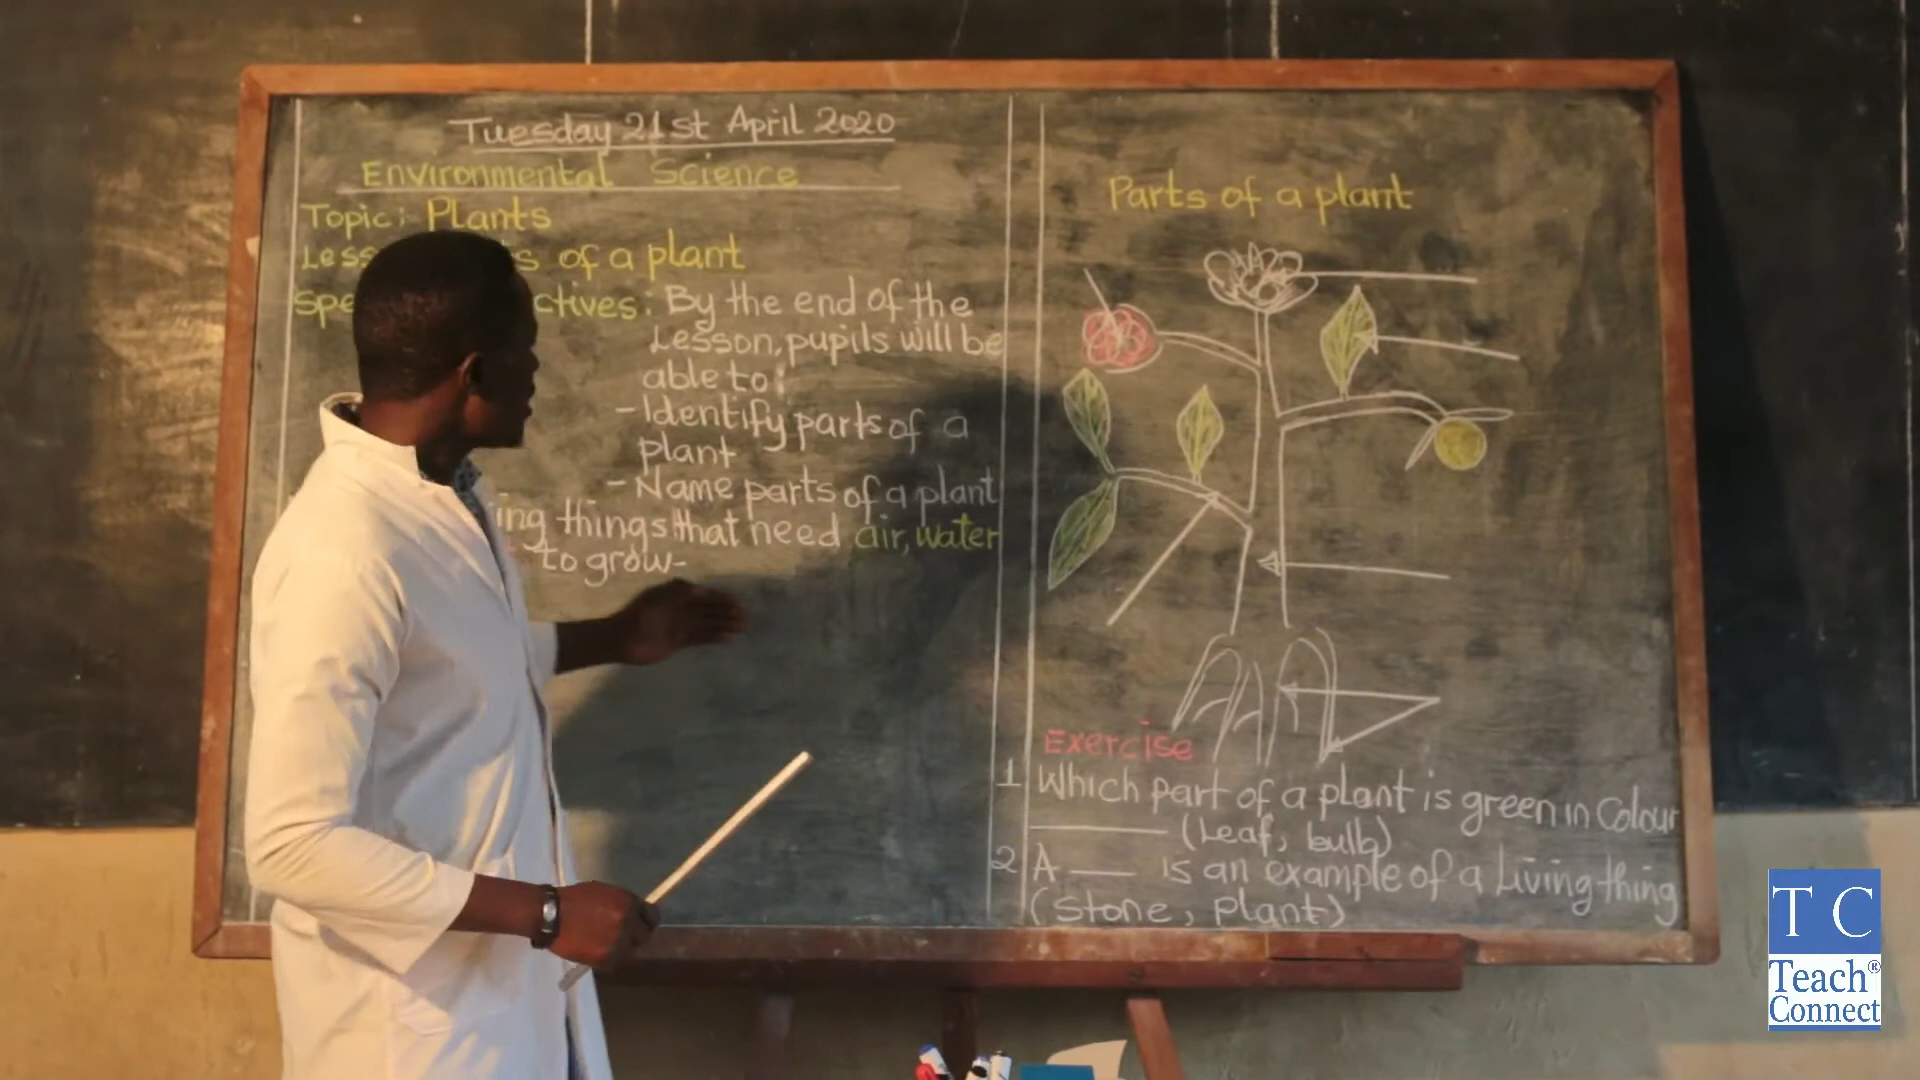 Tuesday 21st April 2020
Environmental Science
Topic: Plants
Less s of a plant
Spe ctives: By the end of the
Lesson, pupils will be
able to:
- Identify parts of a
plant
- Name parts of a plant
ing things that need air, water
to grow-
Parts of a plant
Exercise
1 Which part of a plant is green in Colour
(Leaf, bulb)
2 A ___ is an example of a Living thing
(Stone, plant)
T C
Teach®
Connect